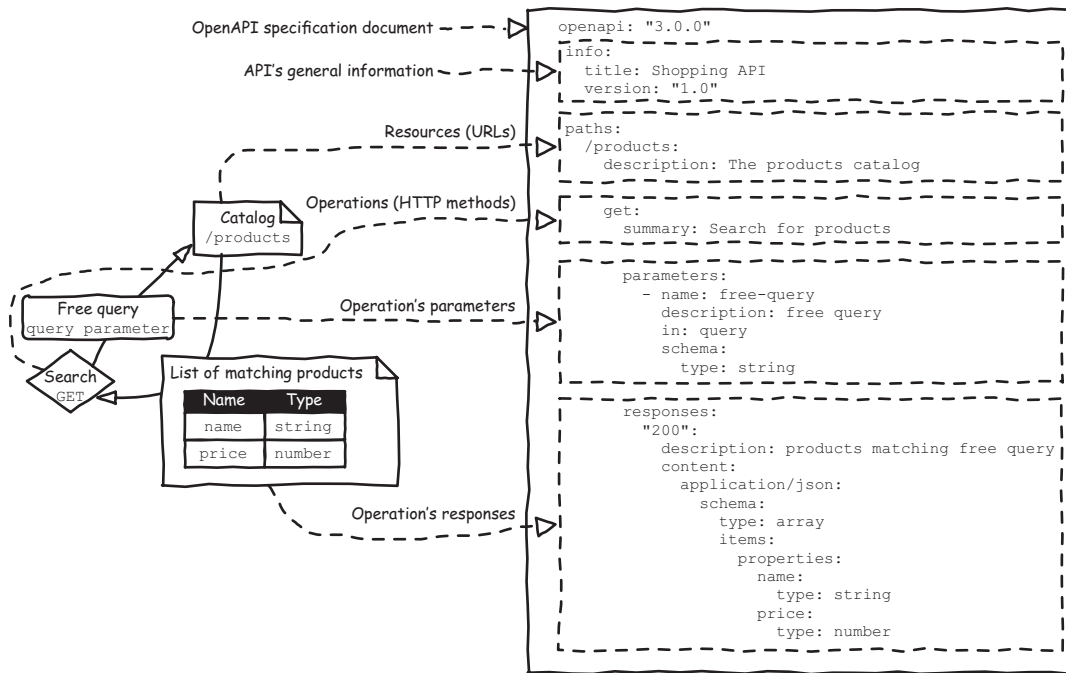 OpenAPI specification document
API's general information
Resources (URLs)
Operations (HTTP methods)
Catalog
/products
Free query
query parameter
Operation's parameters
Search
GET
List of matching products
Name Type
name string
price number
Operation's responses
openapi: "3.0.0"
info:
title: Shopping API
version: "1.0"
paths:
/products:
description: The products catalog
get:
summary: Search for products
parameters:
- name: free-query
description: free query
in: query
schema:
type: string
responses:
"200":
description: products matching free query
content:
application/json:
schema:
type: array
items:
properties:
name:
type: string
price:
type: number